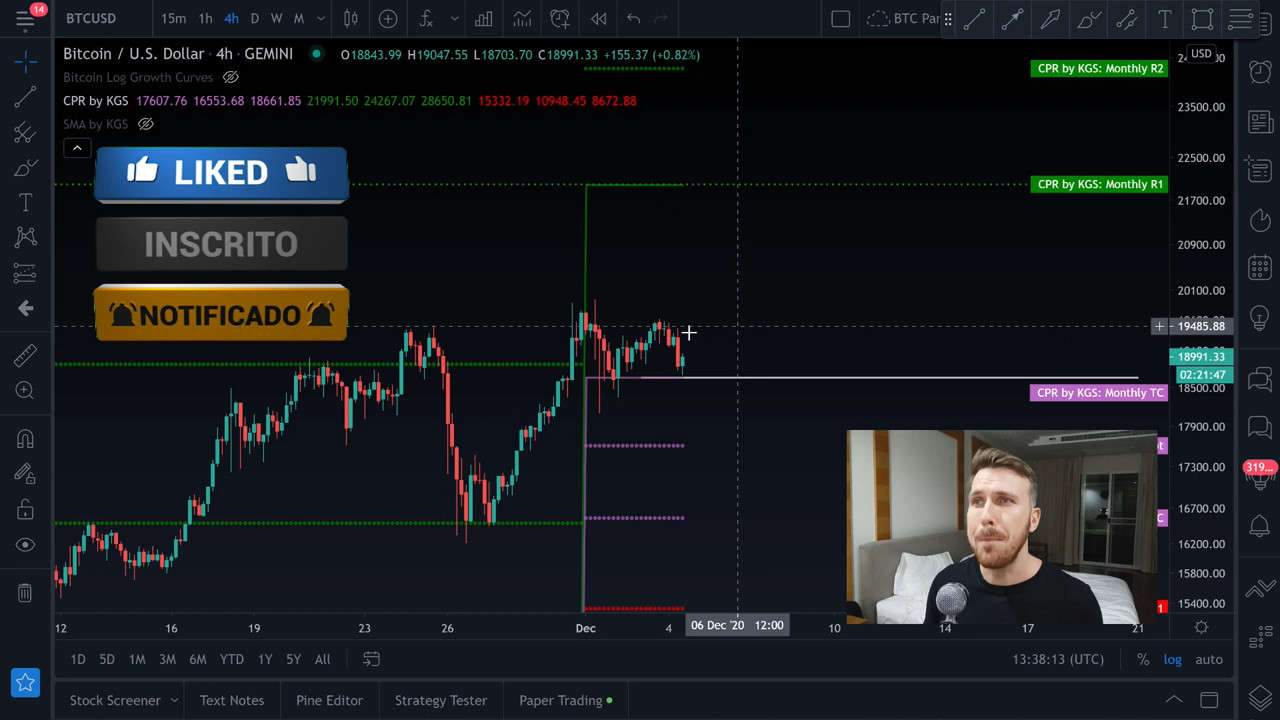 14
BTCUSD
15m 1h 4h D W M
BTC Par
Bitcoin / U.S. Dollar · 4h · GEMINI
O18843.99 H19047.55 L18703.70 C18991.33 +155.37 (+0.82%)
USD
Bitcoin Log Growth Curves
CPR by KGS: Monthly R2
CPR by KGS 17607.76 16553.68 18661.85 21991.50 24267.07 28650.81 15332.19 10948.45 8672.88
23500.00
SMA by KGS
22500.00
LIKED
CPR by KGS: Monthly R1
21700.00
INSCRITO
20900.00
20100.00
NOTIFICADO
19485.88
18991.33
02:21:47
18500.00
CPR by KGS: Monthly TC
17900.00
17300.00
319...
16700.00
16200.00
15800.00
15400.00
12 16 19 23 26 Dec 4 06 Dec '20 12:00 10 14 17 21
1D 5D 1M 3M 6M YTD 1Y 5Y All
13:38:13 (UTC) % log auto
Stock Screener Text Notes Pine Editor Strategy Tester Paper Trading